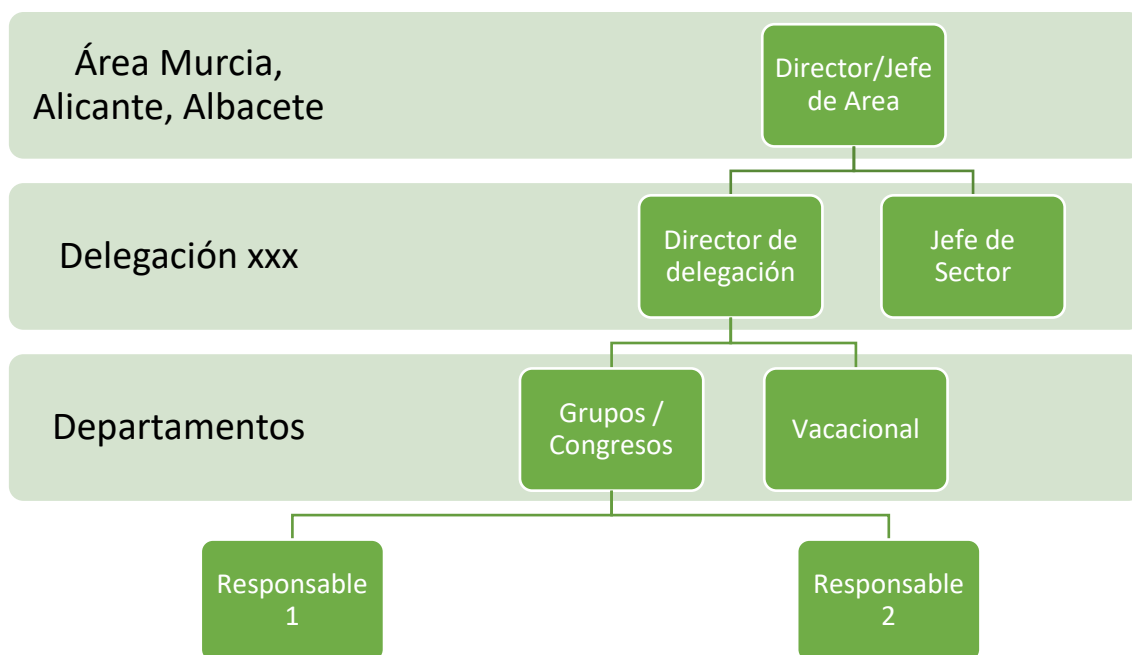 Área Murcia,
Alicante, Albacete
Director/Jefe
de Area
Delegación xxx
Director de
delegación
Jefe de
Sector
Departamentos
Grupos /
Congresos
Vacacional
Responsable
1
Responsable
2